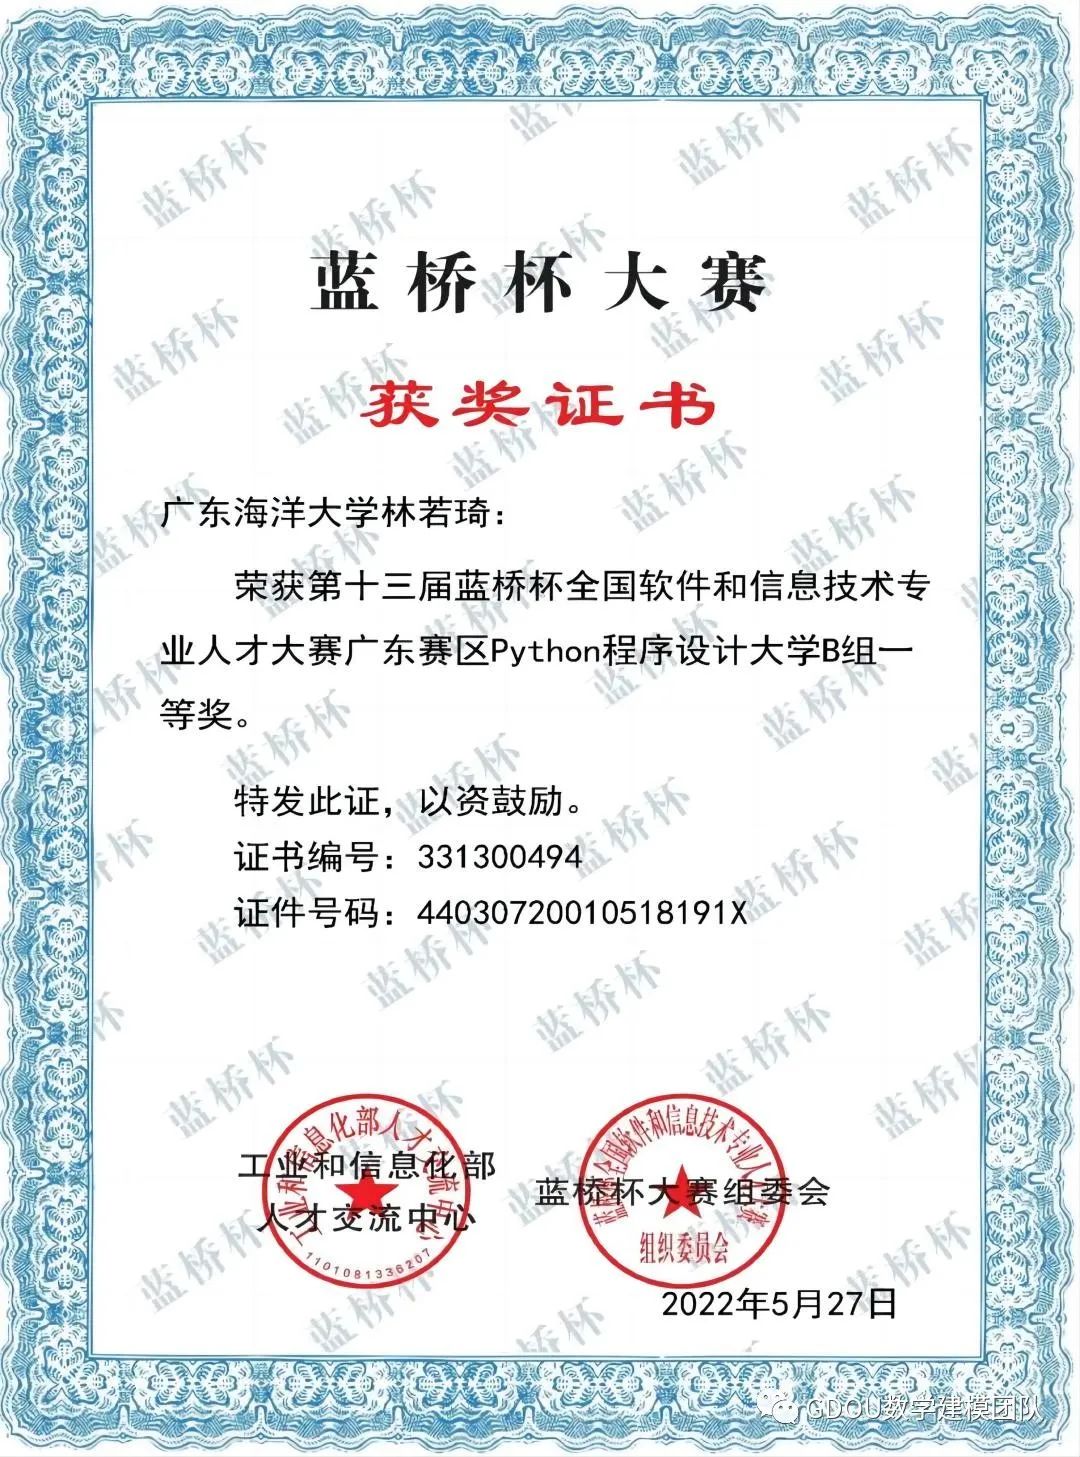 蓝桥杯大赛
获奖证书
广东海洋大学林若琦：
荣获第十三届蓝桥杯全国软件和信息技术专
业人才大赛广东赛区Python程序设计大学B组一
等奖。
特发此证，以资鼓励。
证书编号：331300494
证件号码：44030720010518191X
工业和信息化部
人才交流中心
蓝桥杯大赛组委会
工业和信息化部人才交流中心
1101081336207
蓝桥杯全国软件和信息技术专业人才大赛
组织委员会
2022年5月27日
GDOU数学建模团队
蓝桥杯